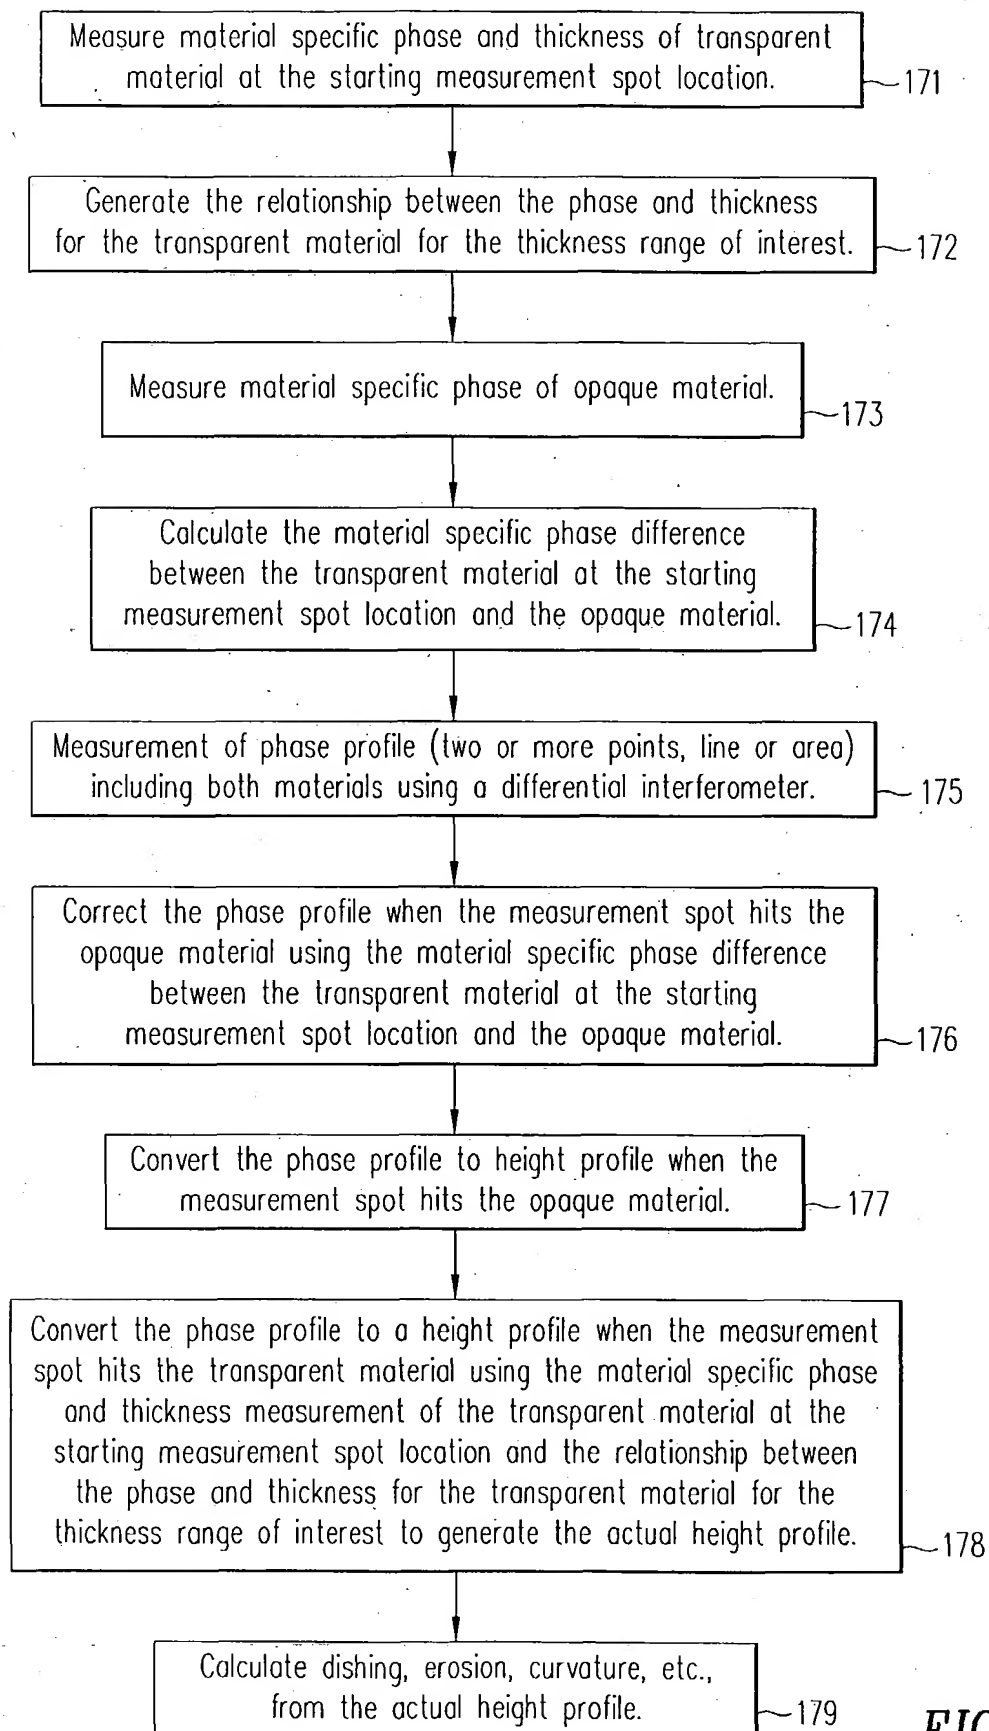 Measure material specific phase and thickness of transparent
material at the starting measurement spot location.
171
Generate the relationship between the phase and thickness
for the transparent material for the thickness range of interest.
172
Measure material specific phase of opaque material.
173
Calculate the material specific phase difference
between the transparent material at the starting
measurement spot location and the opaque material.
174
Measurement of phase profile (two or more points, line or area)
including both materials using a differential interferometer.
175
Correct the phase profile when the measurement spot hits the
opaque material using the material specific phase difference
between the transparent material at the starting
measurement spot location and the opaque material.
176
Convert the phase profile to height profile when the
measurement spot hits the opaque material.
177
Convert the phase profile to a height profile when the measurement
spot hits the transparent material using the material specific phase
and thickness measurement of the transparent material at the
starting measurement spot location and the relationship between
the phase and thickness for the transparent material for the
thickness range of interest to generate the actual height profile.
178
Calculate dishing, erosion, curvature, etc.,
from the actual height profile.
179